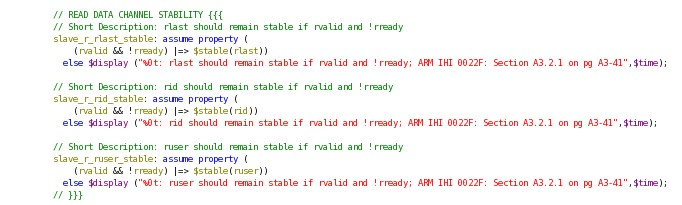 // READ DATA CHANNEL STABILITY {{{
// Short Description: rlast should remain stable if rvalid and !rready
slave_r_rlast_stable: assume property (
(rvalid && !rready) |=> $stable(rlast))
else $display ("%0t: rlast should remain stable if rvalid and !rready; ARM IHI 0022F: Section A3.2.1 on pg A3-41",$time);
// Short Description: rid should remain stable if rvalid and !rready
slave_r_rid_stable: assume property (
(rvalid && !rready) |=> $stable(rid))
else $display ("%0t: rid should remain stable if rvalid and !rready; ARM IHI 0022F: Section A3.2.1 on pg A3-41",$time);
// Short Description: ruser should remain stable if rvalid and !rready
slave_r_ruser_stable: assume property (
(rvalid && !rready) |=> $stable(ruser))
else $display ("%0t: ruser should remain stable if rvalid and !rready; ARM IHI 0022F: Section A3.2.1 on pg A3-41",$time);
// }}}